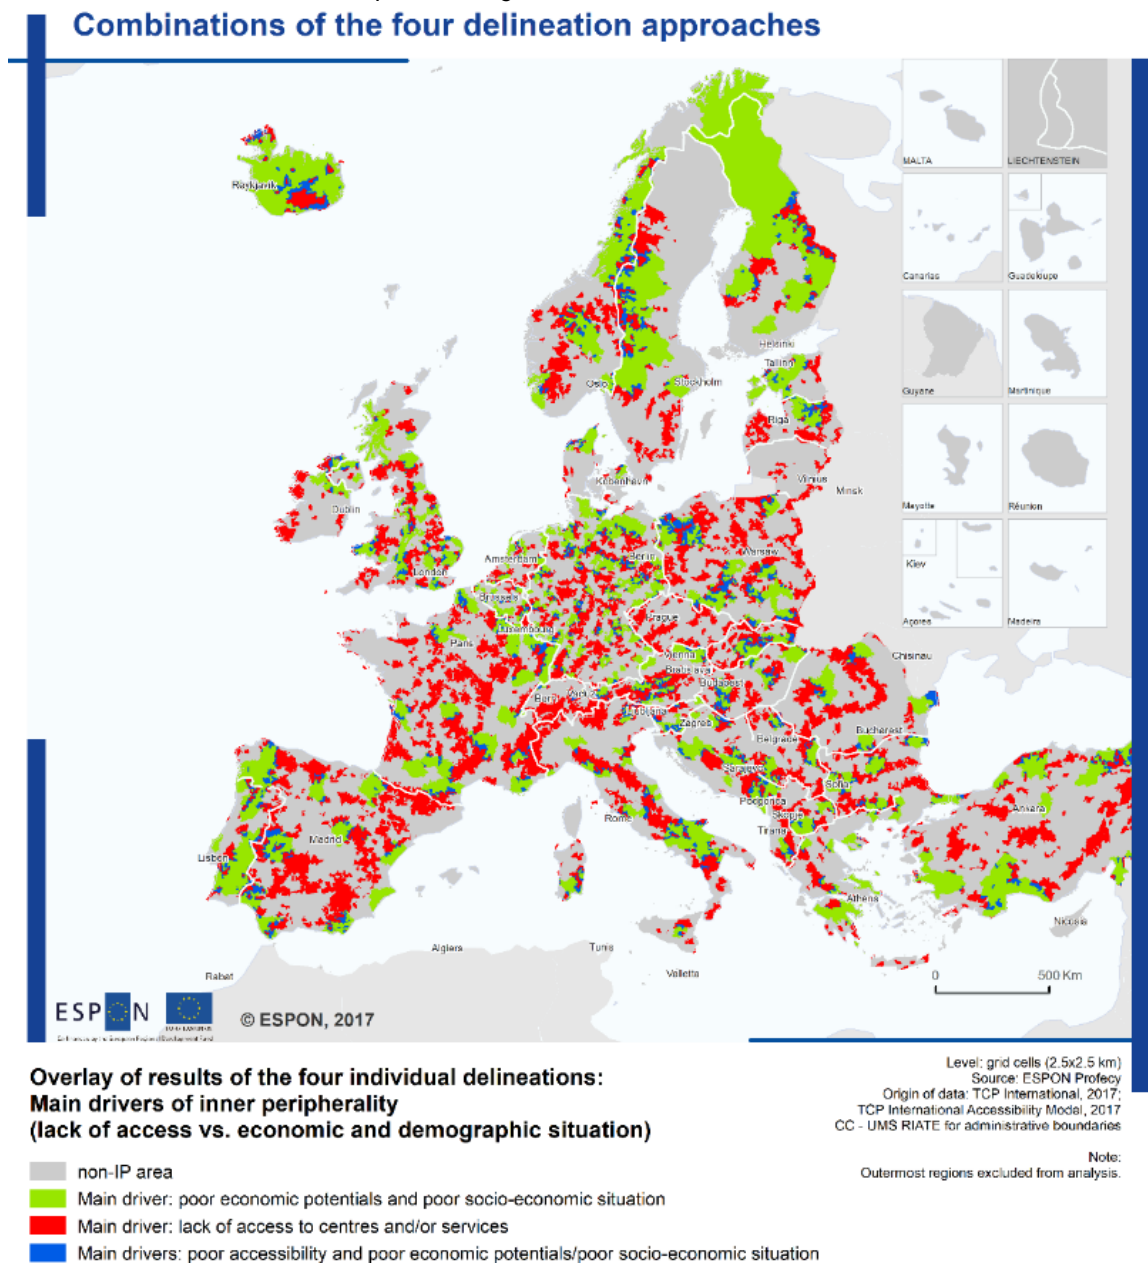 Combinations of the four delineation approaches
MALTA
LIECHTENSTEIN
Reykjavik
Canarias
Guadeloupe
Helsinki
Tallinn
Oslo
Stockholm
Guyane
Martinique
Riga
København
Vilnius
Minsk
Mayotte
Réunion
Dublin
Amsterdam
Berlin
Warsaw
London
Kiev
Brussels
Prague
Luxembourg
Açores
Madeira
Paris
Vienna
Chisinau
Bratislava
Budapest
Bern
Vaduz
Ljubljana
Zagreb
Belgrade
Bucharest
Sarajevo
Sofia
Podgorica
Skopje
Ankara
Rome
Tirana
Madrid
Lisbon
Athens
Nicosia
Algiers
Tunis
Valletta
Rabat
0 500 Km
ESPON
© ESPON, 2017
Level: grid cells (2.5x2.5 km)
Source: ESPON Profecy
Origin of data: TCP International, 2017;
TCP International Accessibility Model, 2017
CC - UMS RIATE for administrative boundaries
Note:
Outermost regions excluded from analysis.
Overlay of results of the four individual delineations:
Main drivers of inner peripherality
(lack of access vs. economic and demographic situation)
non-IP area
Main driver: poor economic potentials and poor socio-economic situation
Main driver: lack of access to centres and/or services
Main drivers: poor accessibility and poor economic potentials/poor socio-economic situation